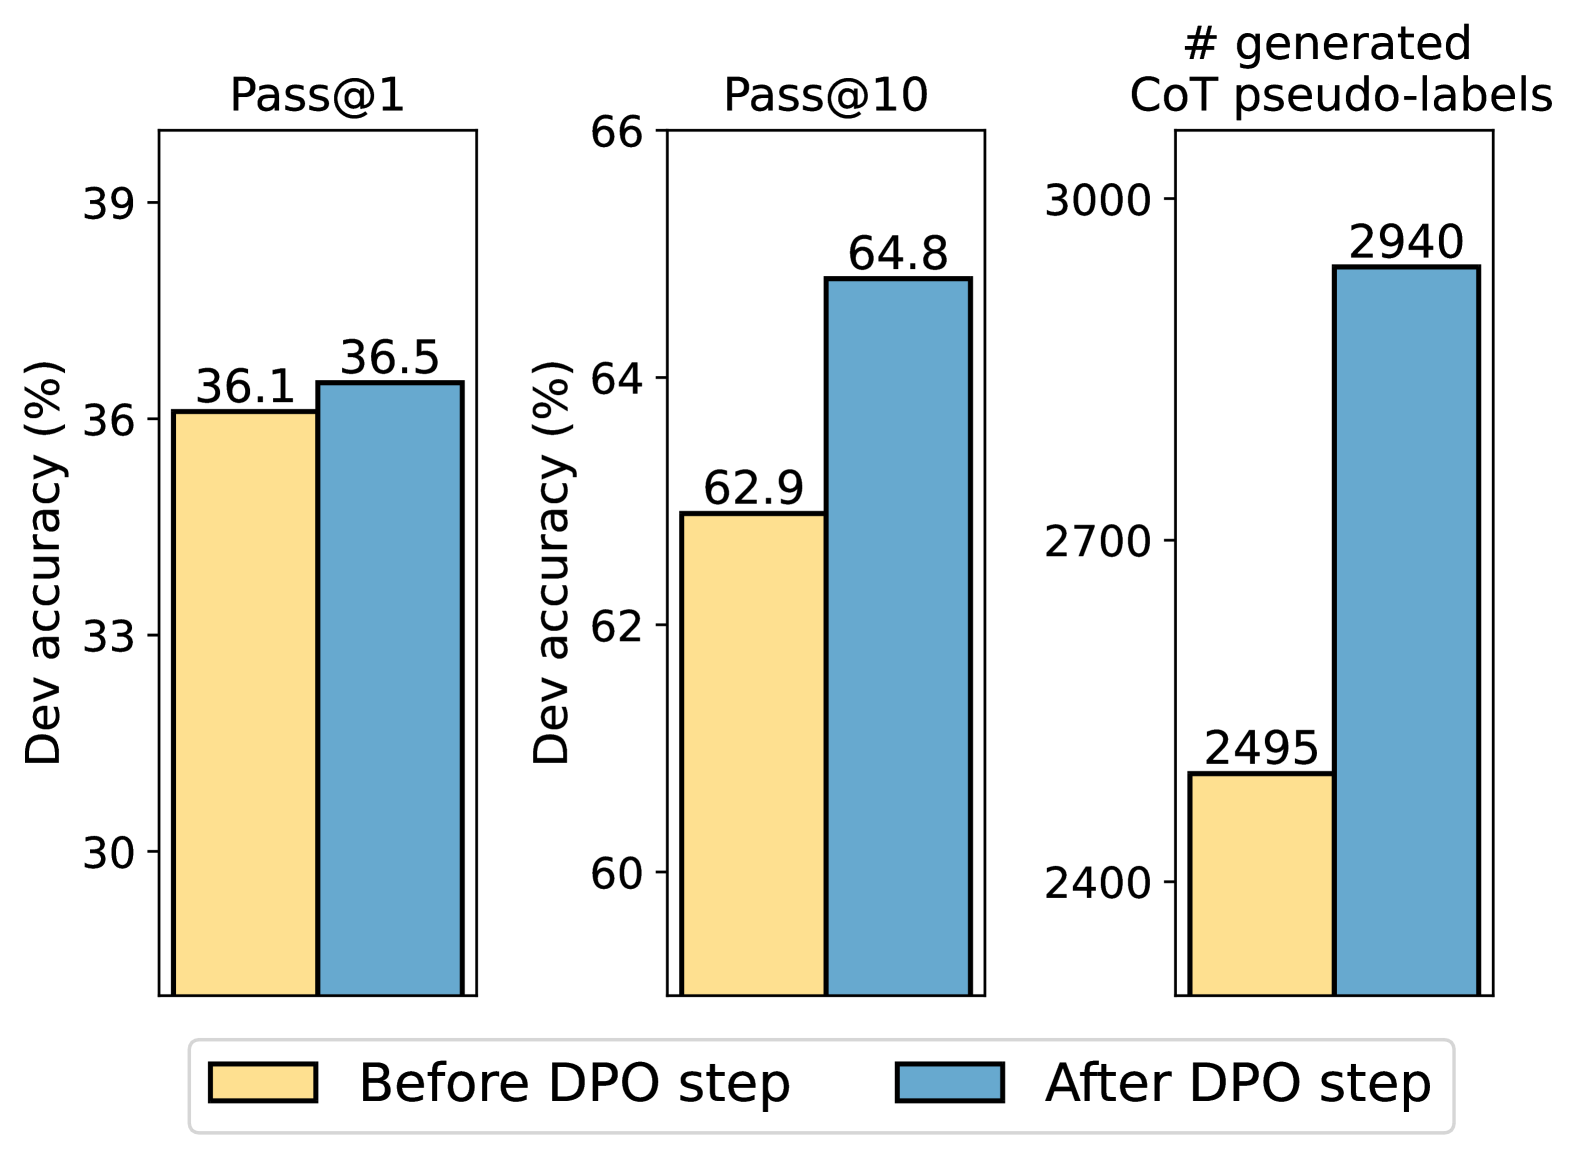 Pass@1
Dev accuracy (%)
39
36
33
30
36.1
36.5
Pass@10
Dev accuracy (%)
66
64
62
60
62.9
64.8
# generated
CoT pseudo-labels
3000
2700
2400
2495
2940
Before DPO step
After DPO step